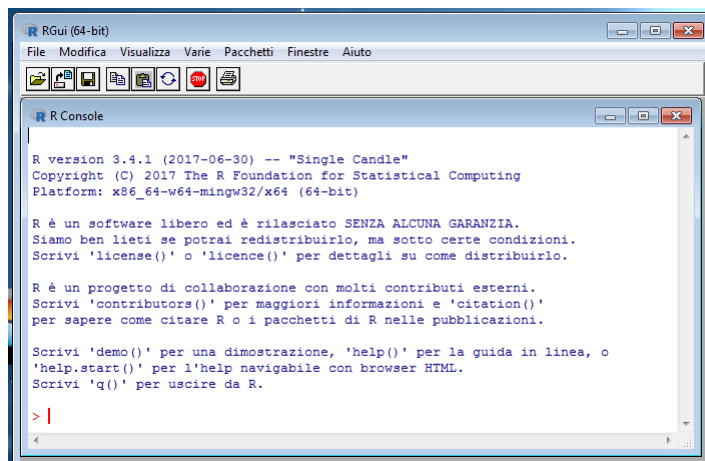 RGui (64-bit)
File Modifica Visualizza Varie Pacchetti Finestre Aiuto
STOP
R Console
R version 3.4.1 (2017-06-30) -- "Single Candle"
Copyright (C) 2017 The R Foundation for Statistical Computing
Platform: x86_64-w64-mingw32/x64 (64-bit)
R è un software libero ed è rilasciato SENZA ALCUNA GARANZIA.
Siamo ben lieti se potrai redistribuirlo, ma sotto certe condizioni.
Scrivi 'license()' o 'licence()' per dettagli su come distribuirlo.
R è un progetto di collaborazione con molti contributi esterni.
Scrivi 'contributors()' per maggiori informazioni e 'citation()'
per sapere come citare R o i pacchetti di R nelle pubblicazioni.
Scrivi 'demo()' per una dimostrazione, 'help()' per la guida in linea, o
'help.start()' per l'help navigabile con browser HTML.
Scrivi 'q()' per uscire da R.
>